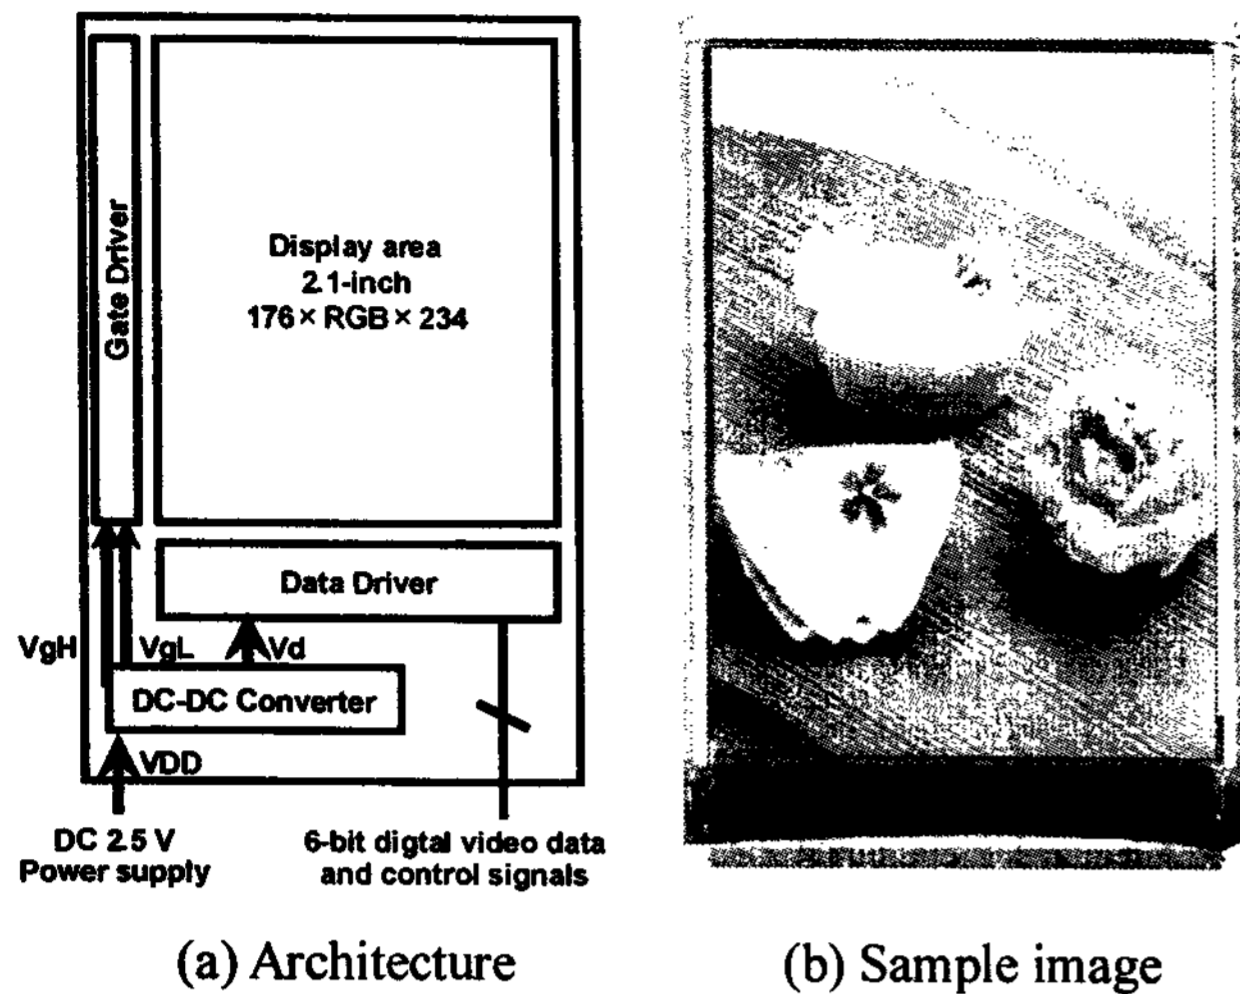 Gate Driver
Display area
2.1-inch
176 × RGB × 234
Data Driver
VgH
VgL
Vd
DC-DC Converter
VDD
DC 2.5 V
Power supply
6-bit digtal video data
and control signals
(a) Architecture
(b) Sample image